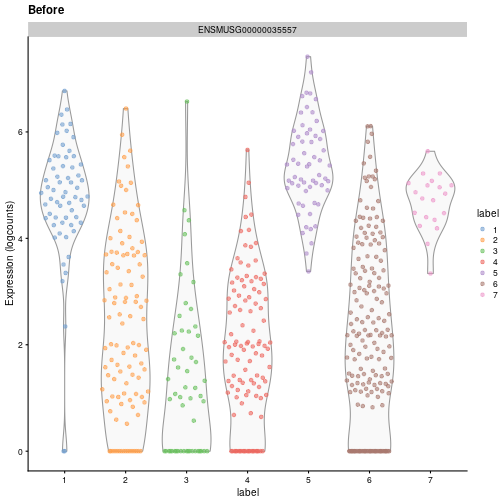 Before
ENSMUSG00000035557
Expression (logcounts)
6
4
2
0
1 2 3 4 5 6 7
label
label
1
2
3
4
5
6
7